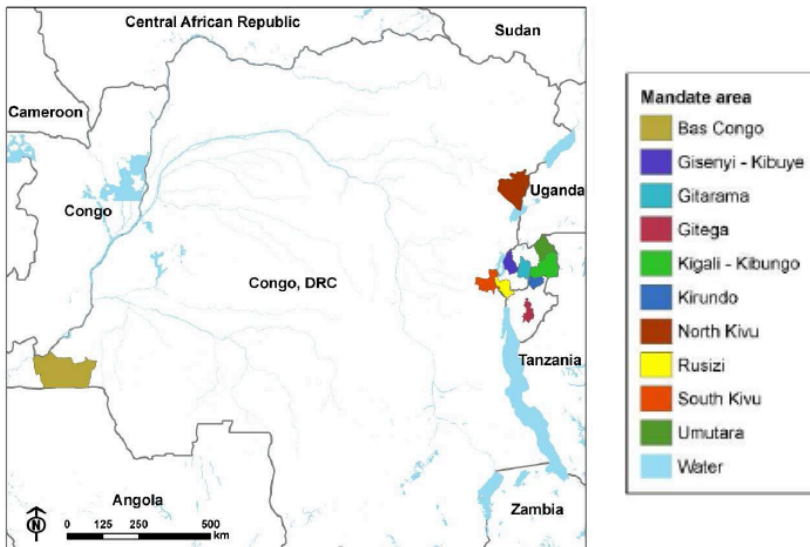 Central African Republic
Sudan
Cameroon
Uganda
Congo
Congo, DRC
Tanzania
Angola
Zambia
N
0 125 250 500
km
Mandate area
Bas Congo
Gisenyi - Kibuye
Gitarama
Gitega
Kigali - Kibungo
Kirundo
North Kivu
Rusizi
South Kivu
Umutara
Water